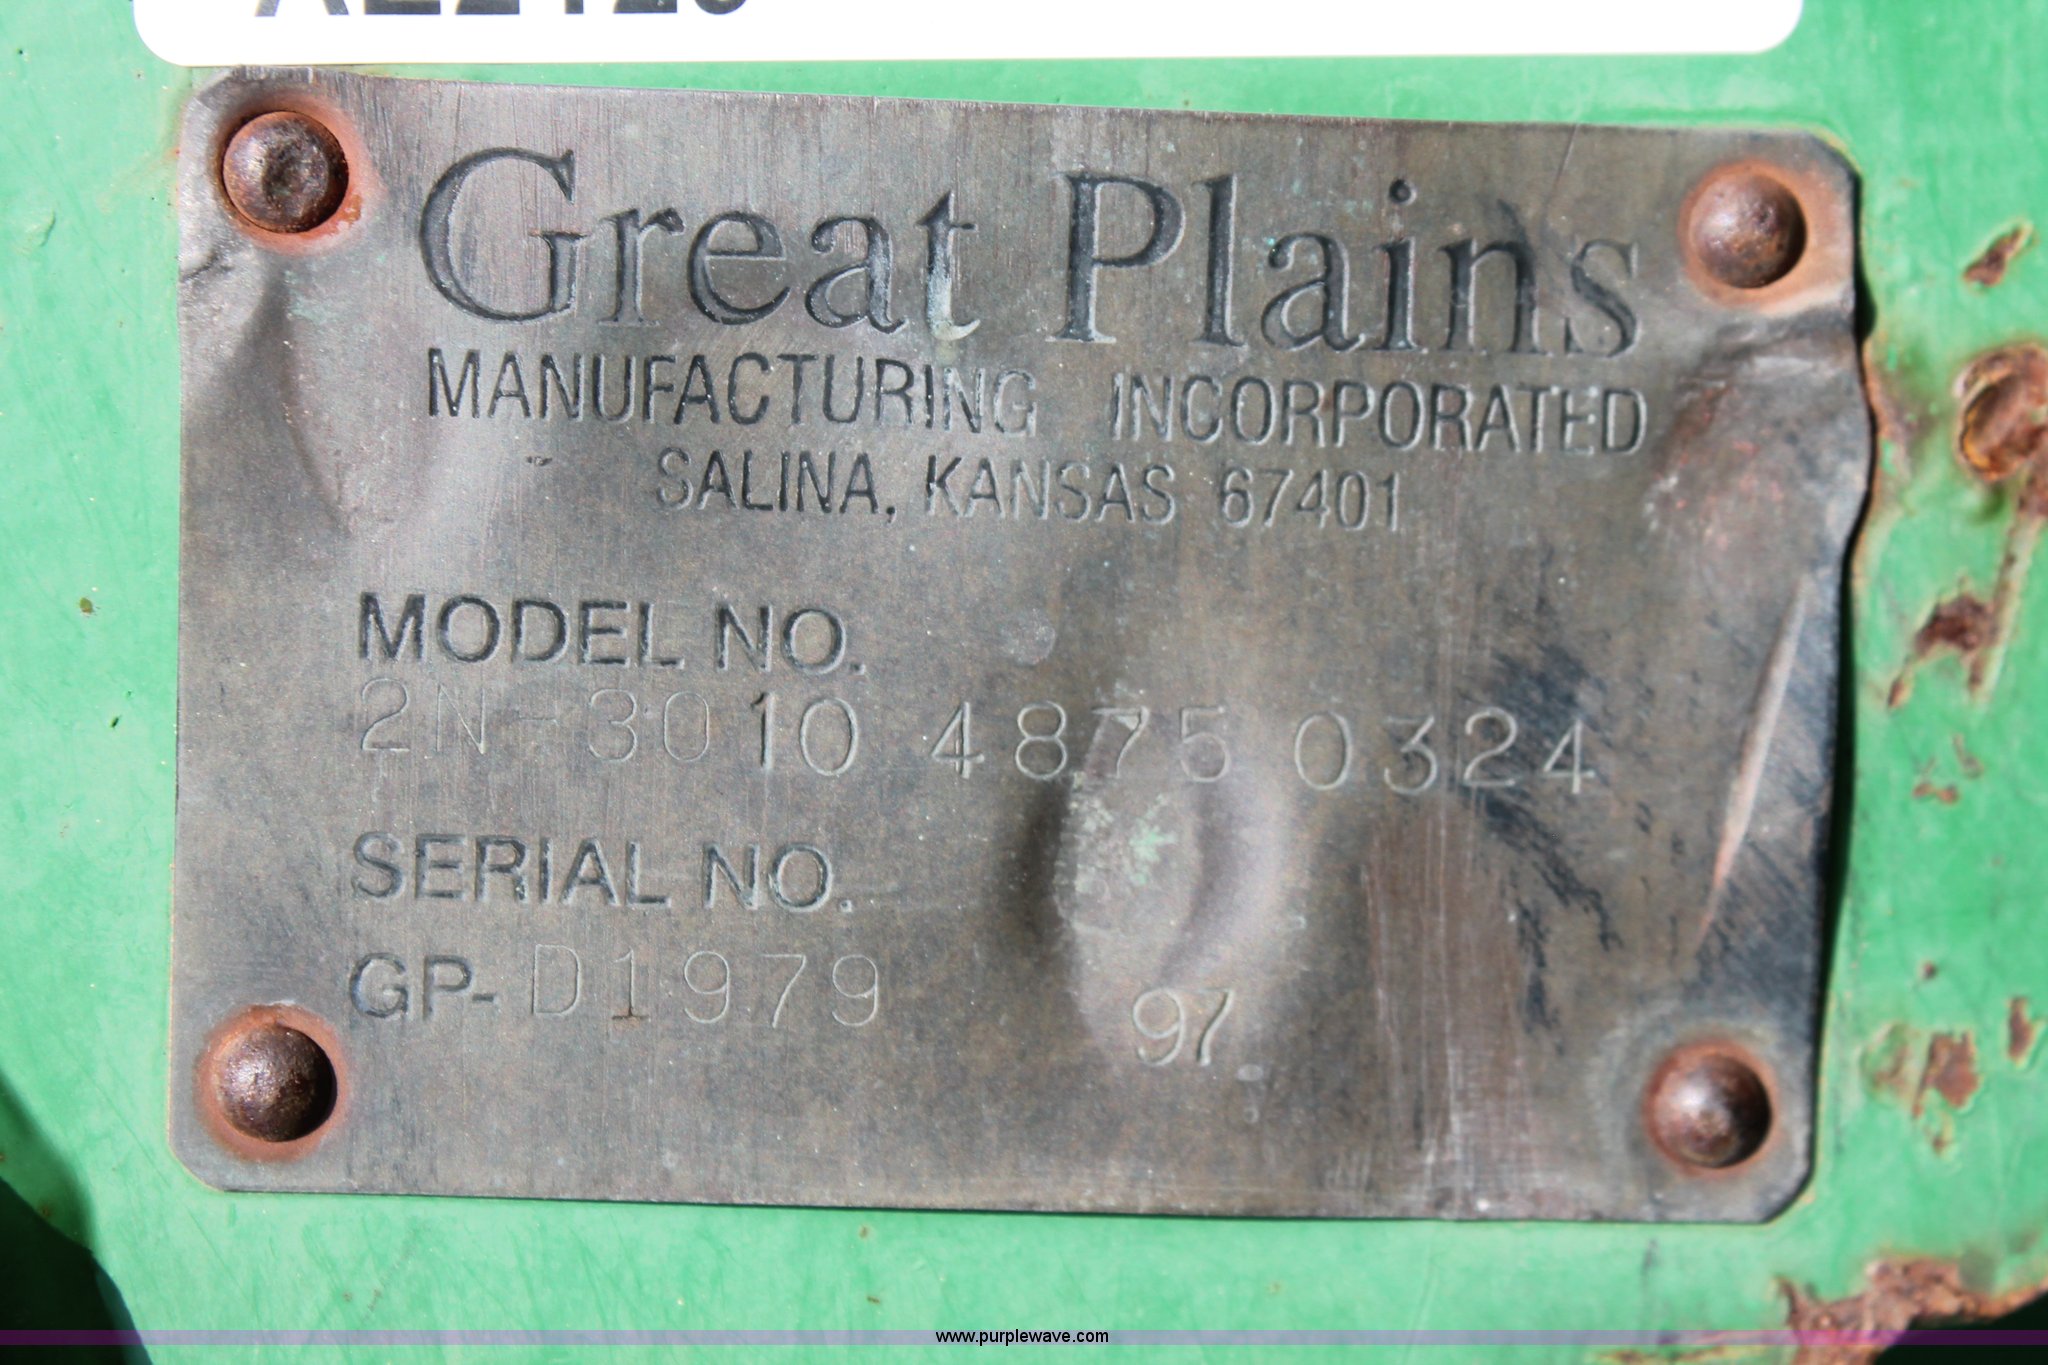 Great Plains
MANUFACTURING INCORPORATED
SALINA, KANSAS 67401
MODEL NO.
2N-3010 4875 0324
SERIAL NO.
GP-D1979 97
www.purplewave.com